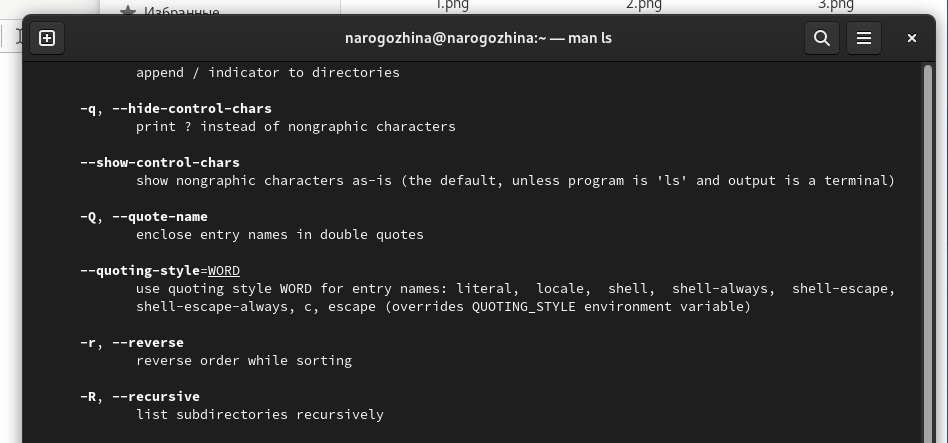 Избранные
1.png
2.png
3.png
narogozhina@narogozhina:~ — man ls
append / indicator to directories
-q, --hide-control-chars
print ? instead of nongraphic characters
--show-control-chars
show nongraphic characters as-is (the default, unless program is 'ls' and output is a terminal)
-Q, --quote-name
enclose entry names in double quotes
--quoting-style=WORD
use quoting style WORD for entry names: literal, locale, shell, shell-always, shell-escape,
shell-escape-always, c, escape (overrides QUOTING_STYLE environment variable)
-r, --reverse
reverse order while sorting
-R, --recursive
list subdirectories recursively